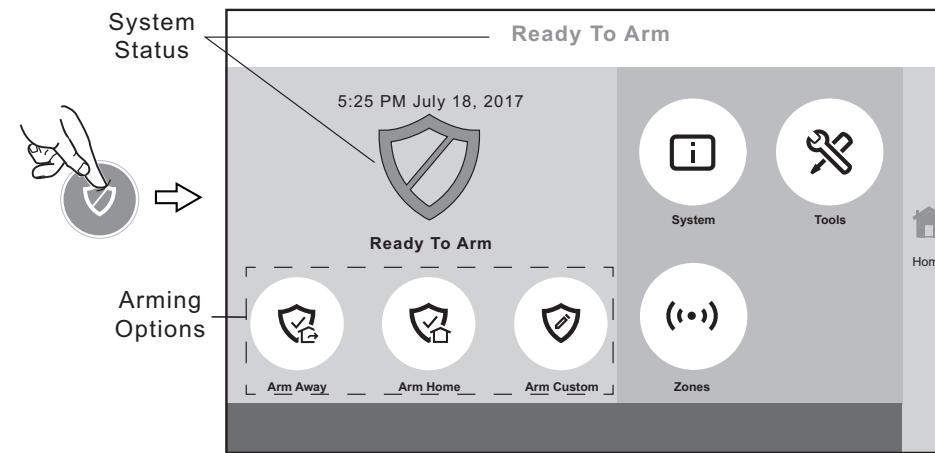 System
Status
Ready To Arm
5:25 PM July 18, 2017
Ready To Arm
System
Tools
Hom
Arming
Options
Arm Away
Arm Home
Arm Custom
Zones